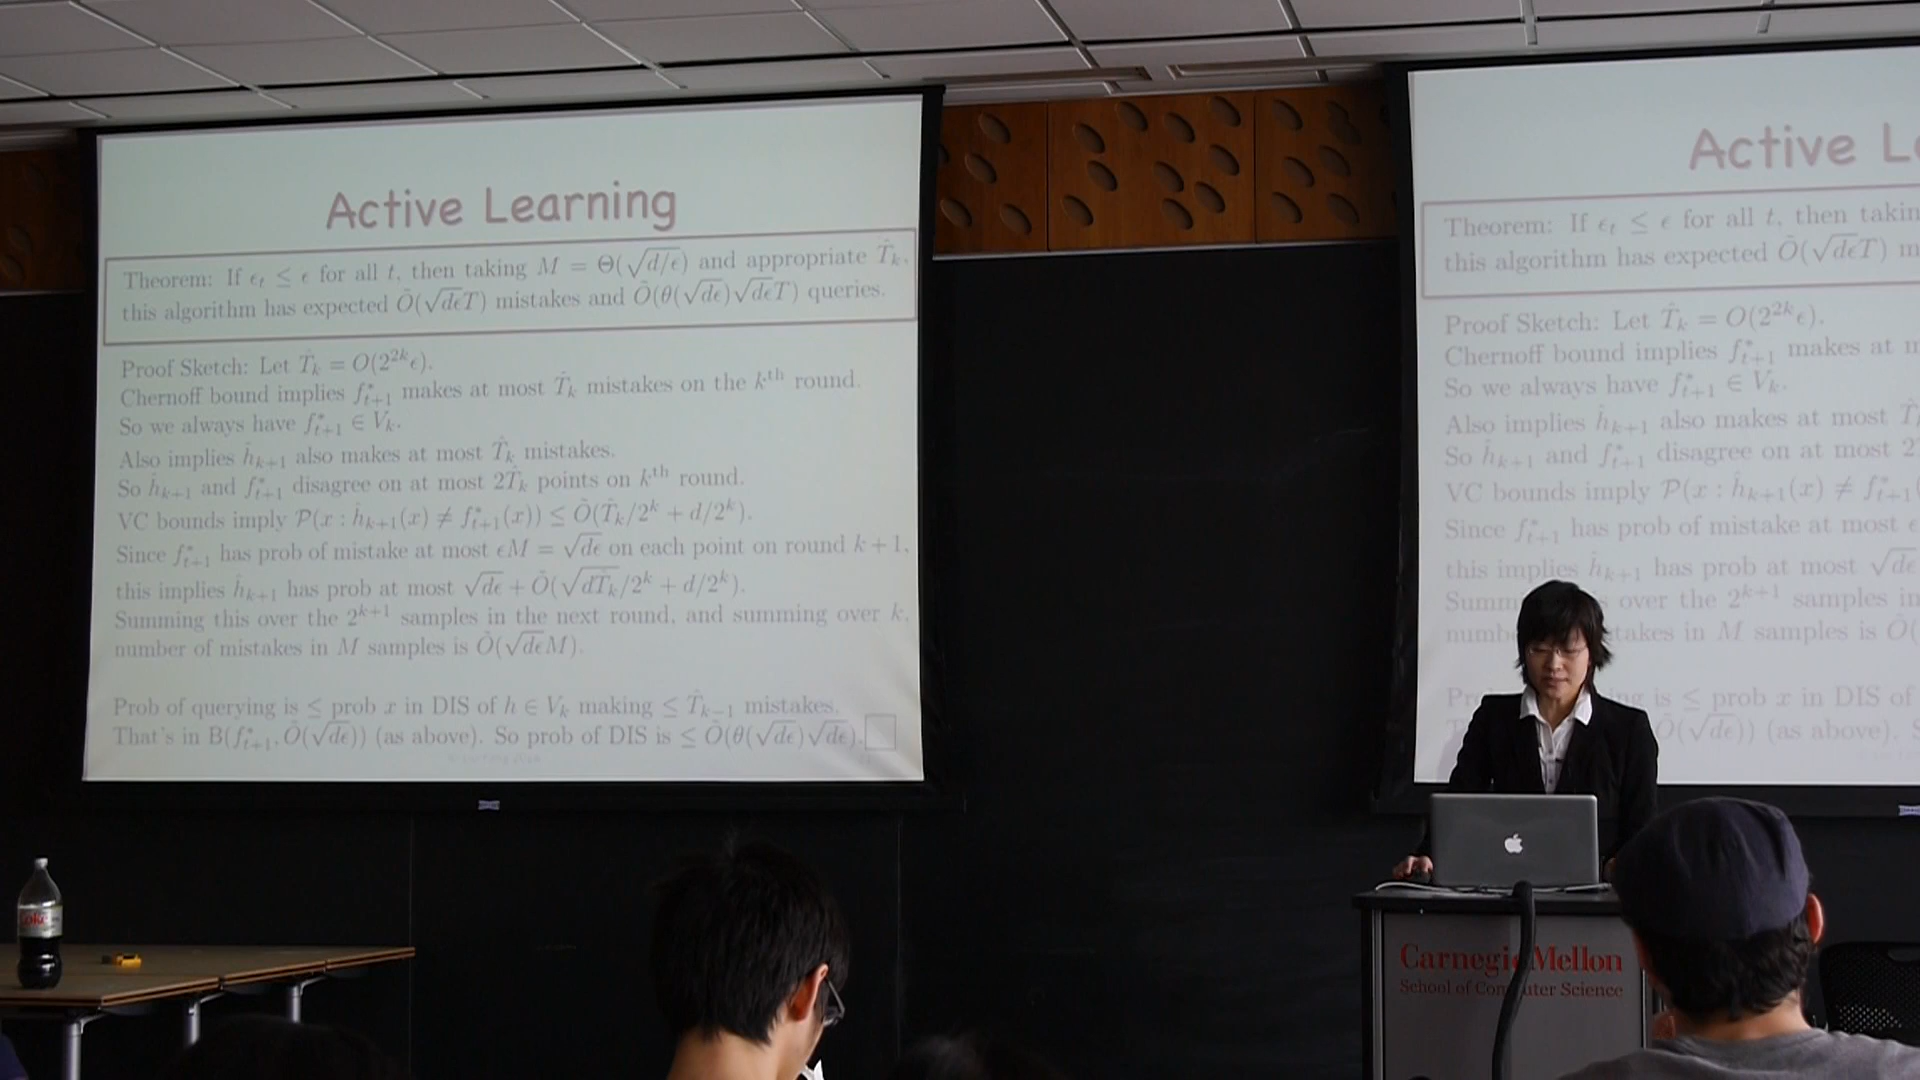 Active Learning
Theorem: If ϵ_t ≤ ϵ for all t, then taking M = Θ(√(d/ϵ)) and appropriate T̂_k,
this algorithm has expected Õ(√(dϵ)T) mistakes and Õ(θ(√(dϵ))√(dϵ)T) queries.
Proof Sketch: Let T̂_k = O(2^{2k}ϵ).
Chernoff bound implies f*_{t+1} makes at most T̂_k mistakes on the k^th round.
So we always have f*_{t+1} ∈ V_k.
Also implies ĥ_{k+1} also makes at most T̂_k mistakes.
So ĥ_{k+1} and f*_{t+1} disagree on at most 2T̂_k points on k^th round.
VC bounds imply P(x : ĥ_{k+1}(x) ≠ f*_{t+1}(x)) ≤ Õ(T̂_k/2^k + d/2^k).
Since f*_{t+1} has prob of mistake at most ϵM = √(dϵ) on each point on round k+1,
this implies ĥ_{k+1} has prob at most √(dϵ) + Õ(√(dT̂_k)/2^k + d/2^k).
Summing this over the 2^{k+1} samples in the next round, and summing over k,
number of mistakes in M samples is Õ(√(dϵ)M).
Prob of querying is ≤ prob x in DIS of h ∈ V_k making ≤ T̂_{k−1} mistakes.
That's in B(f*_{t+1}, Õ(√(dϵ))) (as above). So prob of DIS is ≤ Õ(θ(√(dϵ)√(dϵ).
Active L
Theorem: If ϵ_t ≤ ϵ for all t, then takin
this algorithm has expected Õ(√(dϵ)T) m
Proof Sketch: Let T̂_k = O(2^{2k}ϵ).
Chernoff bound implies f*_{t+1} makes at m
So we always have f*_{t+1} ∈ V_k.
Also implies ĥ_{k+1} also makes at most T̂
So ĥ_{k+1} and f*_{t+1} disagree on at most 2
VC bounds imply P(x : ĥ_{k+1}(x) ≠ f*_{t+1}(
Since f*_{t+1} has prob of mistake at most ϵ
this implies ĥ_{k+1} has prob at most √(dϵ)
Summ s over the 2^{k+1} samples in
numb takes in M samples is Õ(
Pr ing is ≤ prob x in DIS of
Õ(√(dϵ)) (as above). S
Coke
Carnegie Mellon
School of Computer Science